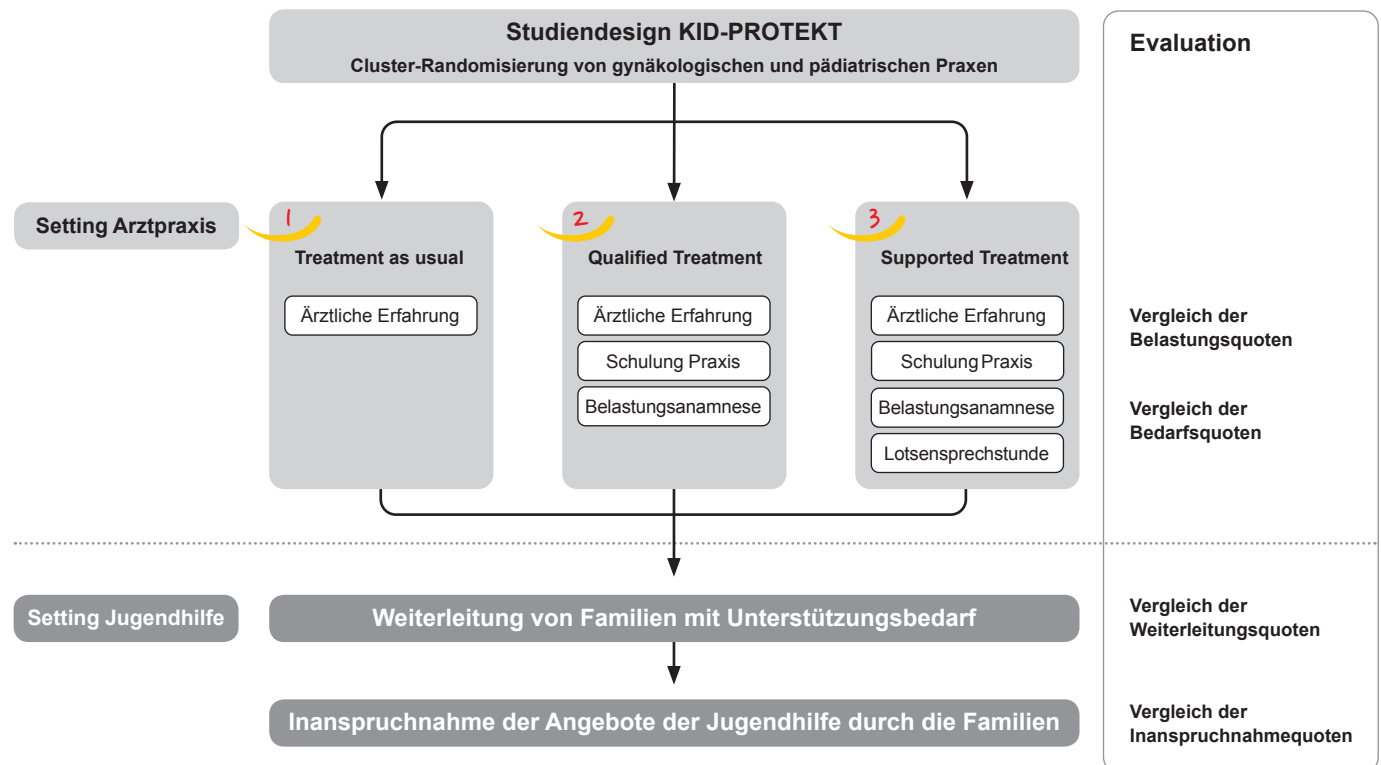 Studiendesign KID-PROTEKT
Cluster-Randomisierung von gynäkologischen und pädiatrischen Praxen
Evaluation
Setting Arztpraxis
1
Treatment as usual
Ärztliche Erfahrung
2
Qualified Treatment
Ärztliche Erfahrung
Schulung Praxis
Belastungsanamnese
3
Supported Treatment
Ärztliche Erfahrung
Schulung Praxis
Belastungsanamnese
Lotsensprechstunde
Vergleich der
Belastungsquoten
Vergleich der
Bedarfsquoten
Setting Jugendhilfe
Weiterleitung von Familien mit Unterstützungsbedarf
Vergleich der
Weiterleitungsquoten
Inanspruchnahme der Angebote der Jugendhilfe durch die Familien
Vergleich der
Inanspruchnahmequoten